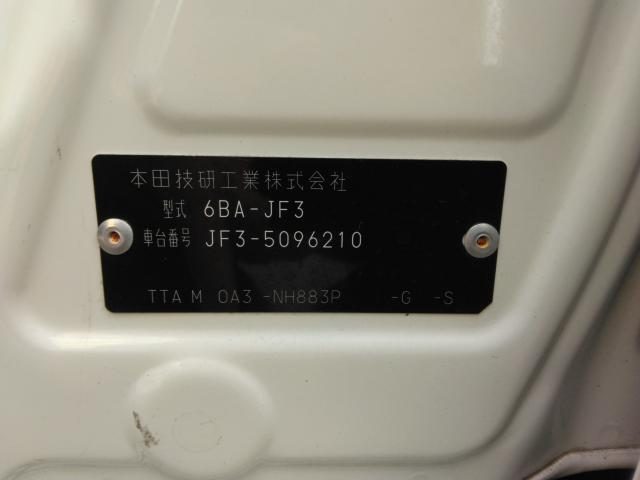 本田技研工業株式会社
型式 6BA-JF3
車台番号 JF3-5096210
TTA M 0A3 -NH883P -G -S